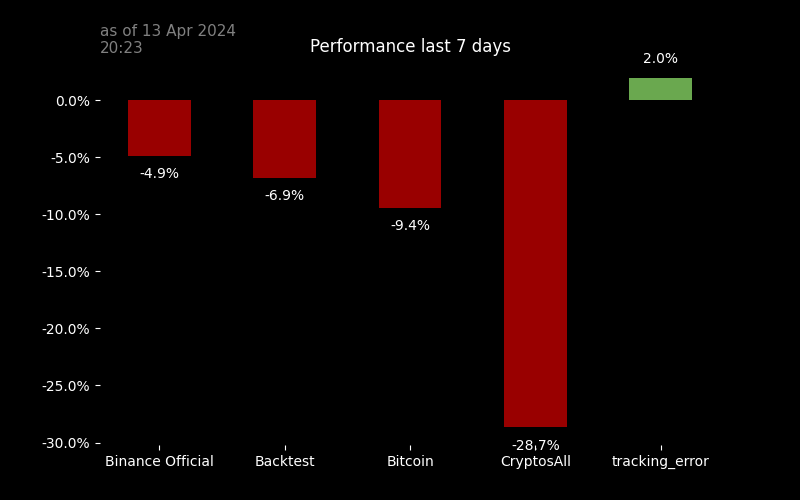 as of 13 Apr 2024
20:23
Performance last 7 days
2.0%
0.0%
-5.0%
-4.9%
-6.9%
-10.0%
-9.4%
-15.0%
-20.0%
-25.0%
-30.0%
-28.7%
Binance Official
Backtest
Bitcoin
CryptosAll
tracking_error